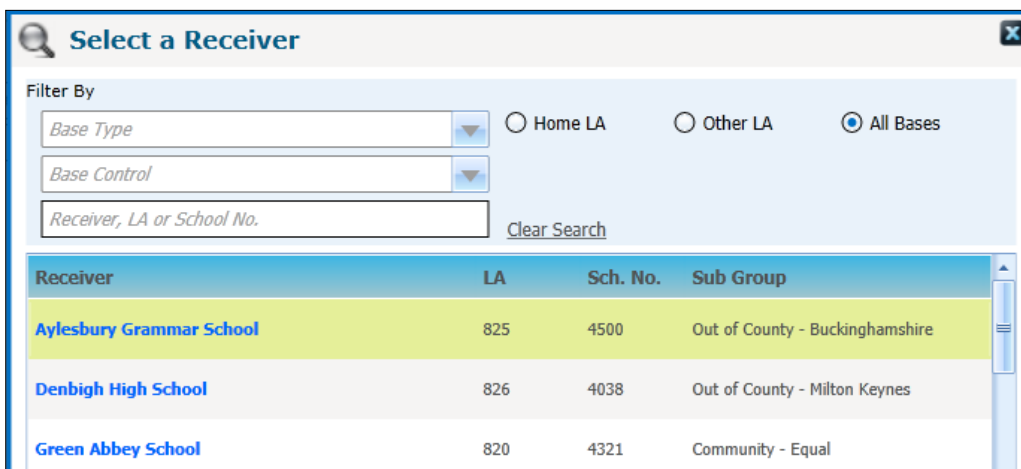 Select a Receiver
Filter By
Base Type
Home LA Other LA All Bases
Base Control
Receiver, LA or School No.
Clear Search
Receiver LA Sch. No. Sub Group
Aylesbury Grammar School 825 4500 Out of County - Buckinghamshire
Denbigh High School 826 4038 Out of County - Milton Keynes
Green Abbey School 820 4321 Community - Equal